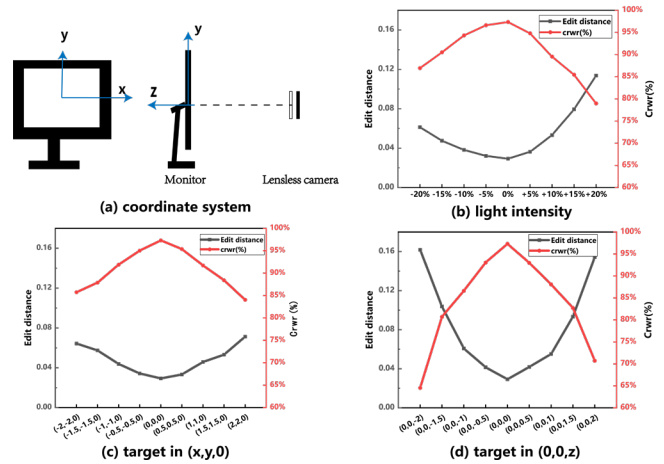 y
x
y
z
Monitor
Lensless camera
(a) coordinate system
Edit distance
crwr(%)
Edit distance
Crwr(%)
0.16
0.12
0.08
0.04
0.00
100%
95%
90%
85%
80%
75%
70%
65%
60%
-20% -15% -10% -5% 0% +5% +10% +15% +20%
(b) light intensity
Edit distance
crwr(%)
Edit distance
Crwr(%)
0.16
0.12
0.08
0.04
0.00
100%
95%
90%
85%
80%
75%
70%
65%
60%
(-2,-2,0) (-1.5,-1.5,0) (-1,-1,0) (-0.5,-0.5,0) (0,0,0) (0.5,0.5,0) (1,1,0) (1.5,1.5,0) (2,2,0)
(c) target in (x,y,0)
Edit distance
crwr(%)
Edit distance
Crwr(%)
0.16
0.12
0.08
0.04
0.00
100%
95%
90%
85%
80%
75%
70%
65%
60%
(0,0,-2) (0,0,-1.5) (0,0,-1) (0,0,-0.5) (0,0,0) (0,0,0.5) (0,0,1) (0,0,1.5) (0,0,2)
(d) target in (0,0,z)